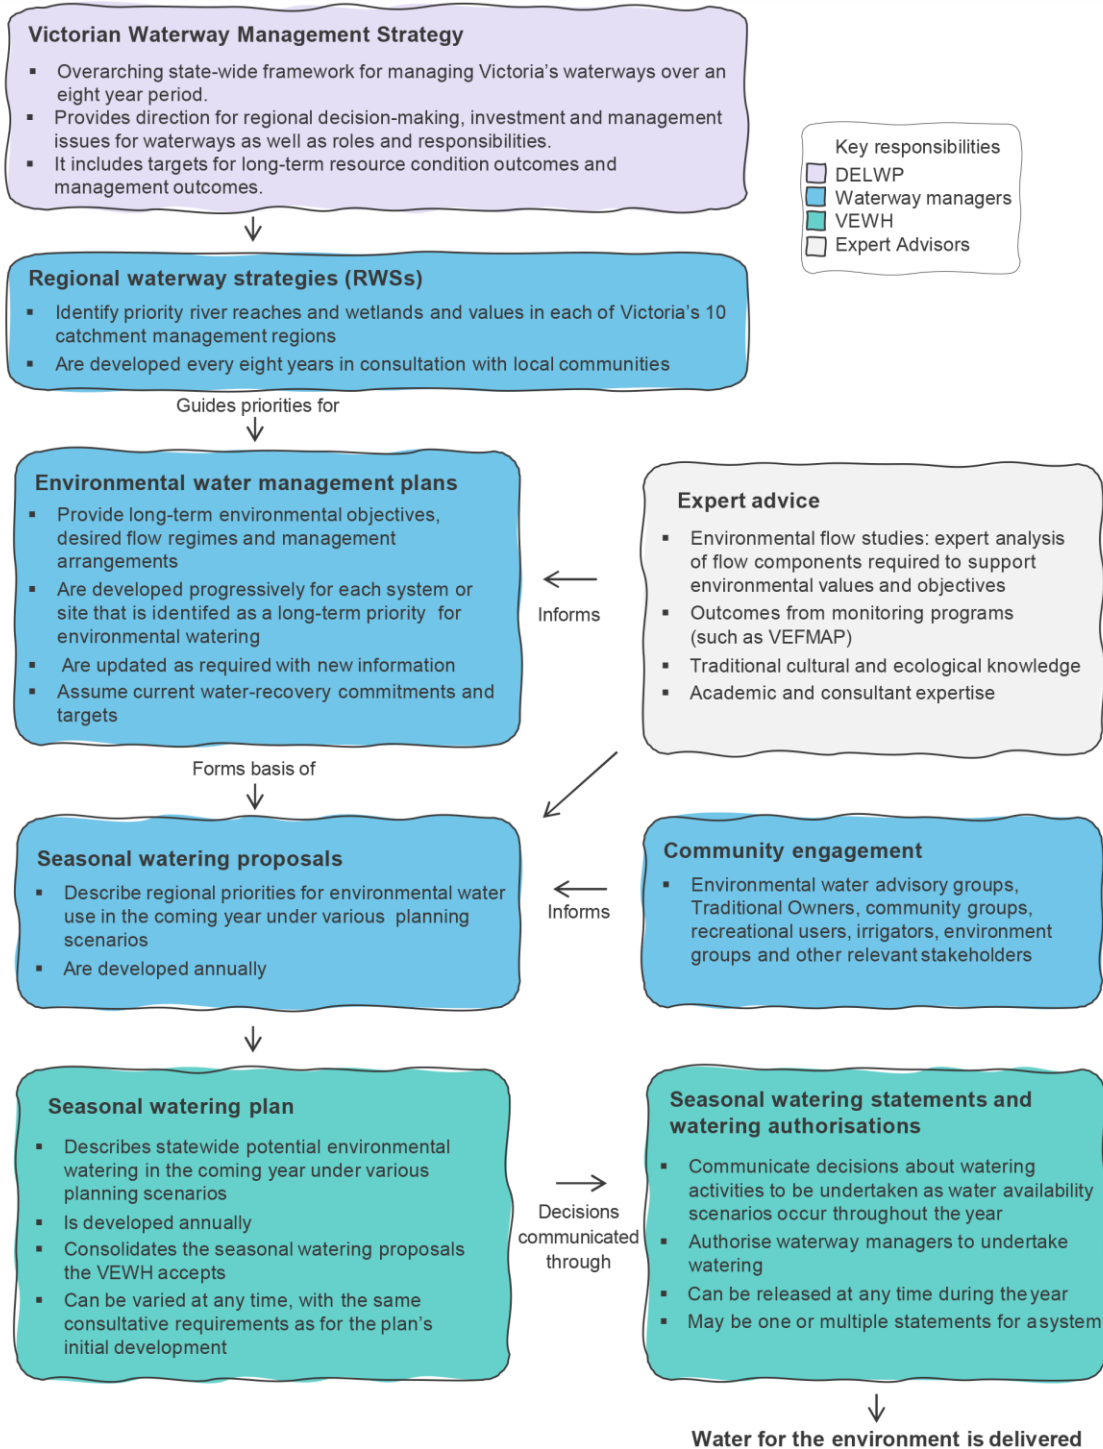 Victorian Waterway Management Strategy
▪ Overarching state-wide framework for managing Victoria's waterways over an
eight year period.
▪ Provides direction for regional decision-making, investment and management
issues for waterways as well as roles and responsibilities.
▪ It includes targets for long-term resource condition outcomes and
management outcomes.
Key responsibilities
DELWP
Waterway managers
VEWH
Expert Advisors
Regional waterway strategies (RWSs)
▪ Identify priority river reaches and wetlands and values in each of Victoria's 10
catchment management regions
▪ Are developed every eight years in consultation with local communities
Guides priorities for
Environmental water management plans
▪ Provide long-term environmental objectives,
desired flow regimes and management
arrangements
▪ Are developed progressively for each system or
site that is identifed as a long-term priority for
environmental watering
▪ Are updated as required with new information
▪ Assume current water-recovery commitments and
targets
Informs
Expert advice
▪ Environmental flow studies: expert analysis
of flow components required to support
environmental values and objectives
▪ Outcomes from monitoring programs
(such as VEFMAP)
▪ Traditional cultural and ecological knowledge
▪ Academic and consultant expertise
Forms basis of
Seasonal watering proposals
▪ Describe regional priorities for environmental water
use in the coming year under various planning
scenarios
▪ Are developed annually
Informs
Community engagement
▪ Environmental water advisory groups,
Traditional Owners, community groups,
recreational users, irrigators, environment
groups and other relevant stakeholders
Seasonal watering plan
▪ Describes statewide potential environmental
watering in the coming year under various
planning scenarios
▪ Is developed annually
▪ Consolidates the seasonal watering proposals
the VEWH accepts
▪ Can be varied at any time, with the same
consultative requirements as for the plan's
initial development
Decisions
communicated
through
Seasonal watering statements and
watering authorisations
▪ Communicate decisions about watering
activities to be undertaken as water availability
scenarios occur throughout the year
▪ Authorise waterway managers to undertake
watering
▪ Can be released at any time during the year
▪ May be one or multiple statements for asystem
Water for the environment is delivered